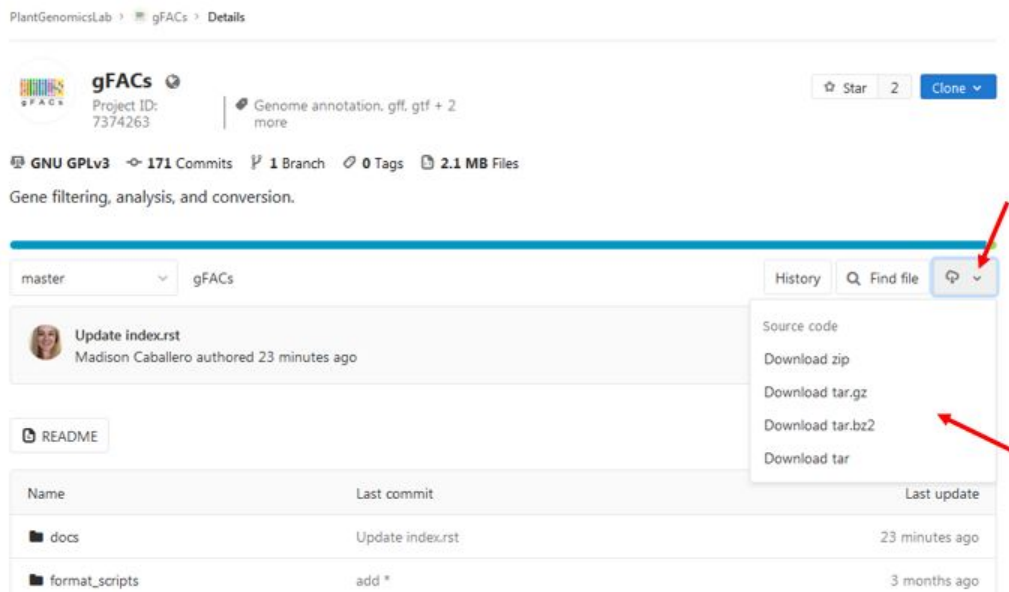 PlantGenomicsLab > gFACs > Details
gFACs
gFACs
Project ID:
7374263
Genome annotation, gff, gtf + 2
more
Star 2 Clone
GNU GPLv3 171 Commits 1 Branch 0 Tags 2.1 MB Files
Gene filtering, analysis, and conversion.
master gFACs History Find file
Source code
Download zip
Download tar.gz
Download tar.bz2
Download tar
Update index.rst
Madison Caballero authored 23 minutes ago
README
Name Last commit Last update
docs Update index.rst 23 minutes ago
format_scripts add * 3 months ago